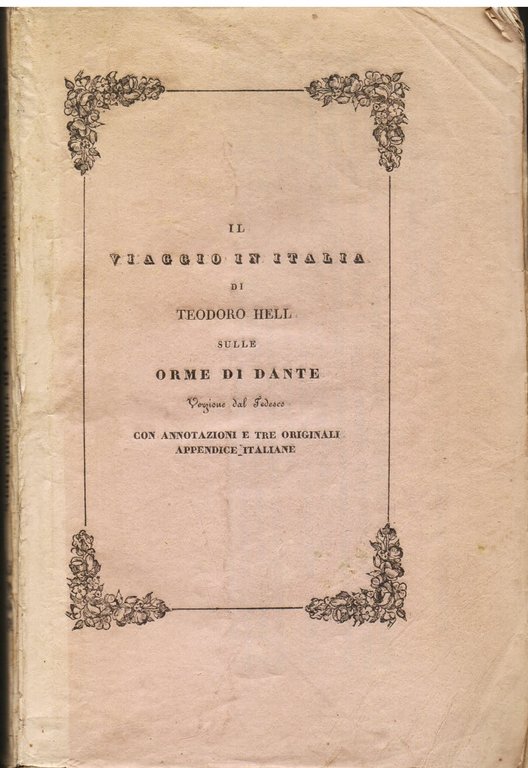 IL
VIAGGIO IN ITALIA
DI
TEODORO HELL
SULLE
ORME DI DANTE
Versione dal Tedesco
CON ANNOTAZIONI E TRE ORIGINALI
APPENDICE ITALIANE